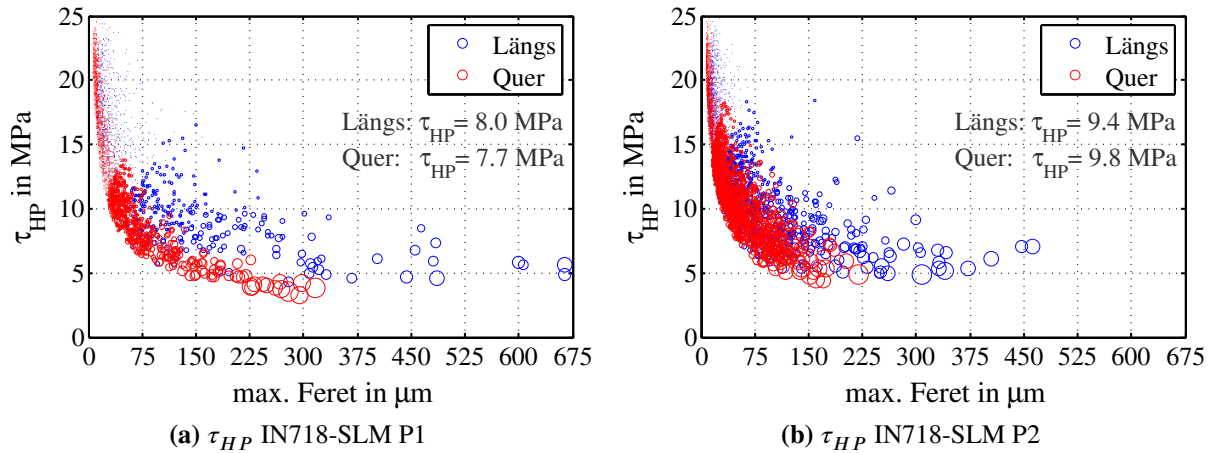 25
20
15
10
5
0
τHP in MPa
Längs
Quer
Längs: τHP= 8.0 MPa
Quer: τHP= 7.7 MPa
0 75 150 225 300 375 450 525 600 675
max. Feret in µm
(a) τHP IN718-SLM P1
25
20
15
10
5
0
τHP in MPa
Längs
Quer
Längs: τHP= 9.4 MPa
Quer: τHP= 9.8 MPa
0 75 150 225 300 375 450 525 600 675
max. Feret in µm
(b) τHP IN718-SLM P2